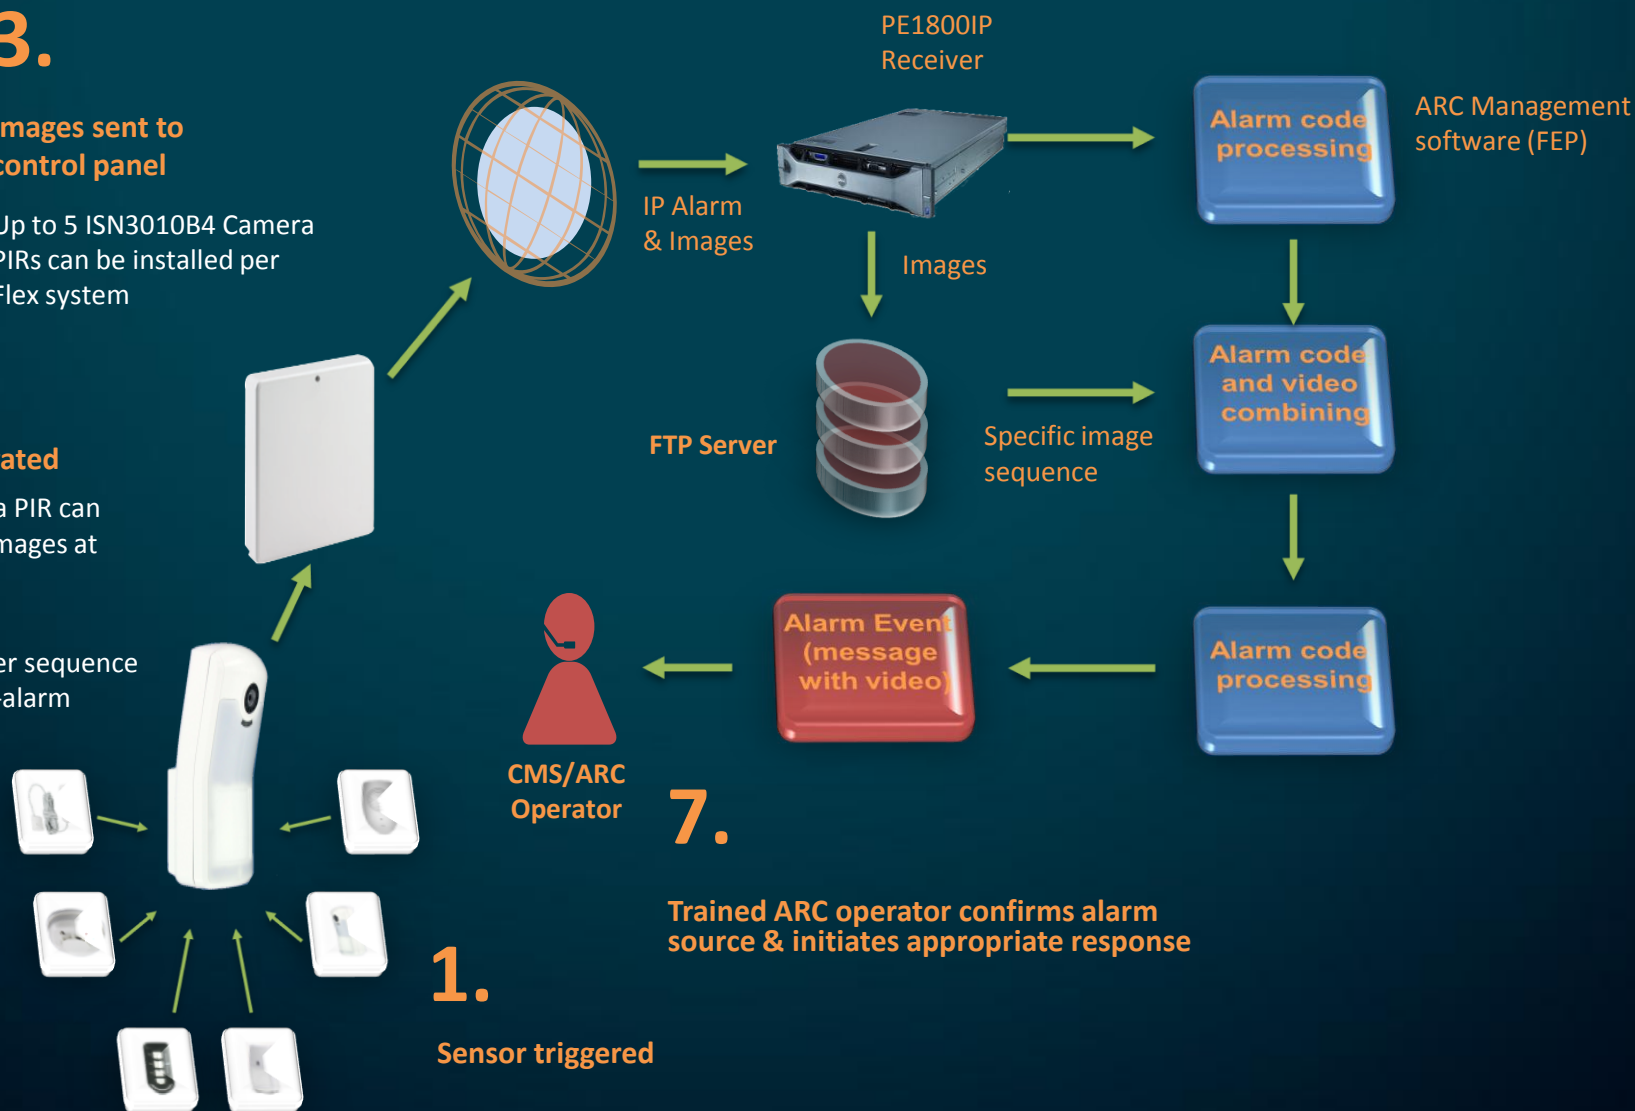 3.
mages sent to
control panel
Up to 5 ISN3010B4 Camera
PIRs can be installed per
Flex system
ated
a PIR can
mages at
er sequence
-alarm
1.
Sensor triggered
IP Alarm
& Images
PE1800IP
Receiver
Images
FTP Server
Specific image
sequence
Alarm code
processing
ARC Management
software (FEP)
Alarm code
and video
combining
Alarm code
processing
Alarm Event
(message
with video)
CMS/ARC
Operator
7.
Trained ARC operator confirms alarm
source & initiates appropriate response